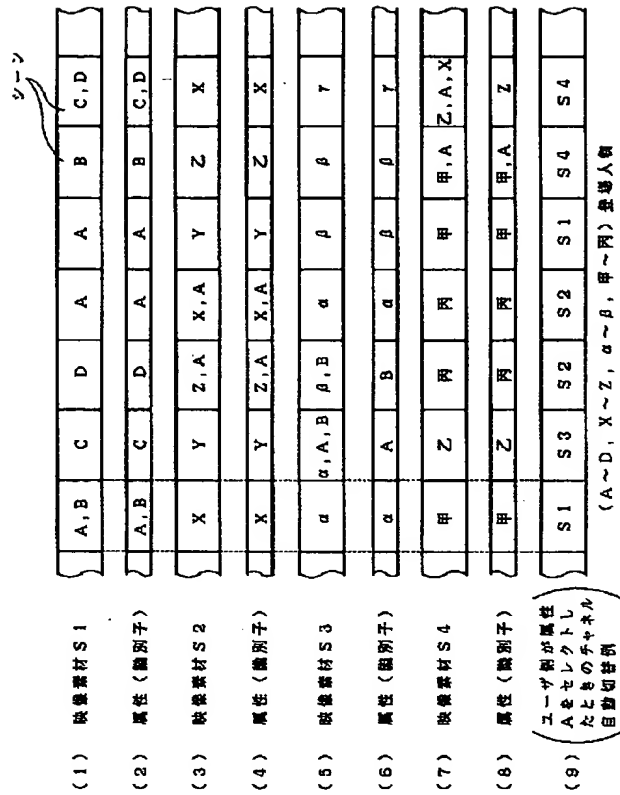 シーン
(1) 映像素材S1 A,B C D A A B C,D
(2) 属性(識別子) A,B C D A A B C,D
(3) 映像素材S2 X Y Z,A X,A Y Z X
(4) 属性(識別子) X Y Z,A X,A Y Z X
(5) 映像素材S3 α α,A,B β,B α β β γ
(6) 属性(識別子) α A B α β β γ
(7) 映像素材S4 甲 乙 丙 丙 甲 甲,A 乙,A,X
(8) 属性(識別子) 甲 乙 丙 丙 甲 甲,A Z
(9) ユーザ側が属性
Aをセレクトし
たときのチャネル
自動切替例
S1 S3 S2 S2 S1 S4 S4
(A~D, X~Z, α~β, 甲~丙) 登場人物